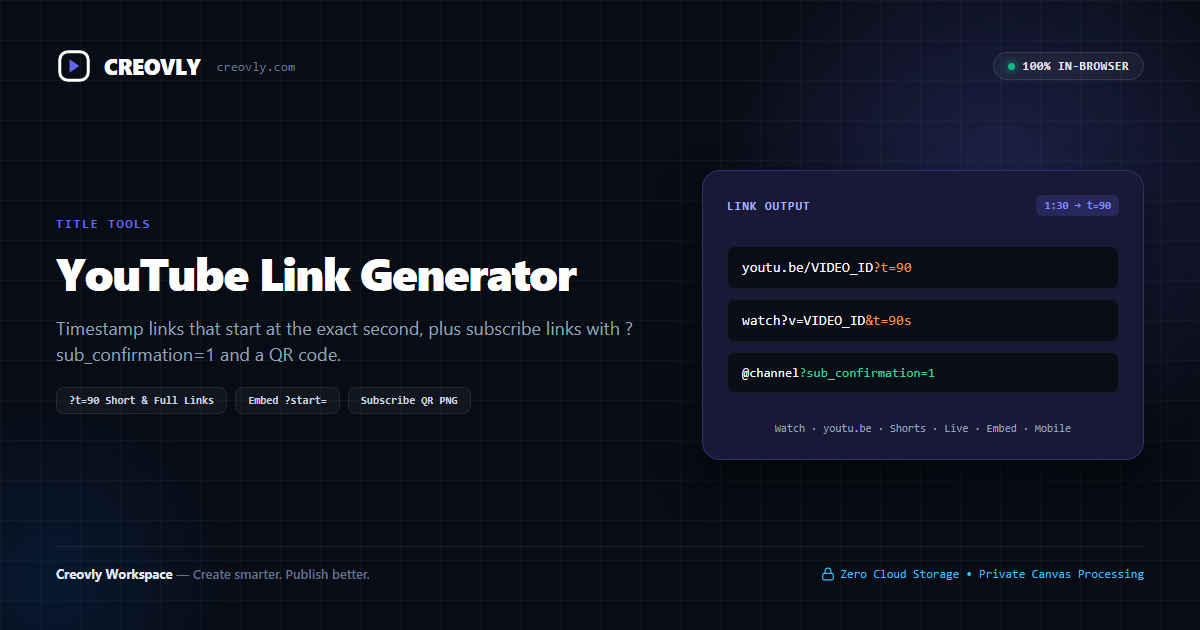 CREOVLY creovly.com
100% IN-BROWSER
TITLE TOOLS
YouTube Link Generator
Timestamp links that start at the exact second, plus subscribe links with ?
sub_confirmation=1 and a QR code.
?t=90 Short & Full Links Embed ?start= Subscribe QR PNG
LINK OUTPUT 1:30 → t=90
youtu.be/VIDEO_ID?t=90
watch?v=VIDEO_ID&t=90s
@channel?sub_confirmation=1
Watch · youtu.be · Shorts · Live · Embed · Mobile
Creovly Workspace — Create smarter. Publish better.
Zero Cloud Storage • Private Canvas Processing